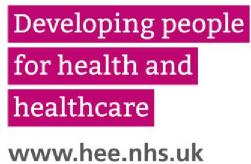 Developing people
for health and
healthcare
www.hee.nhs.uk